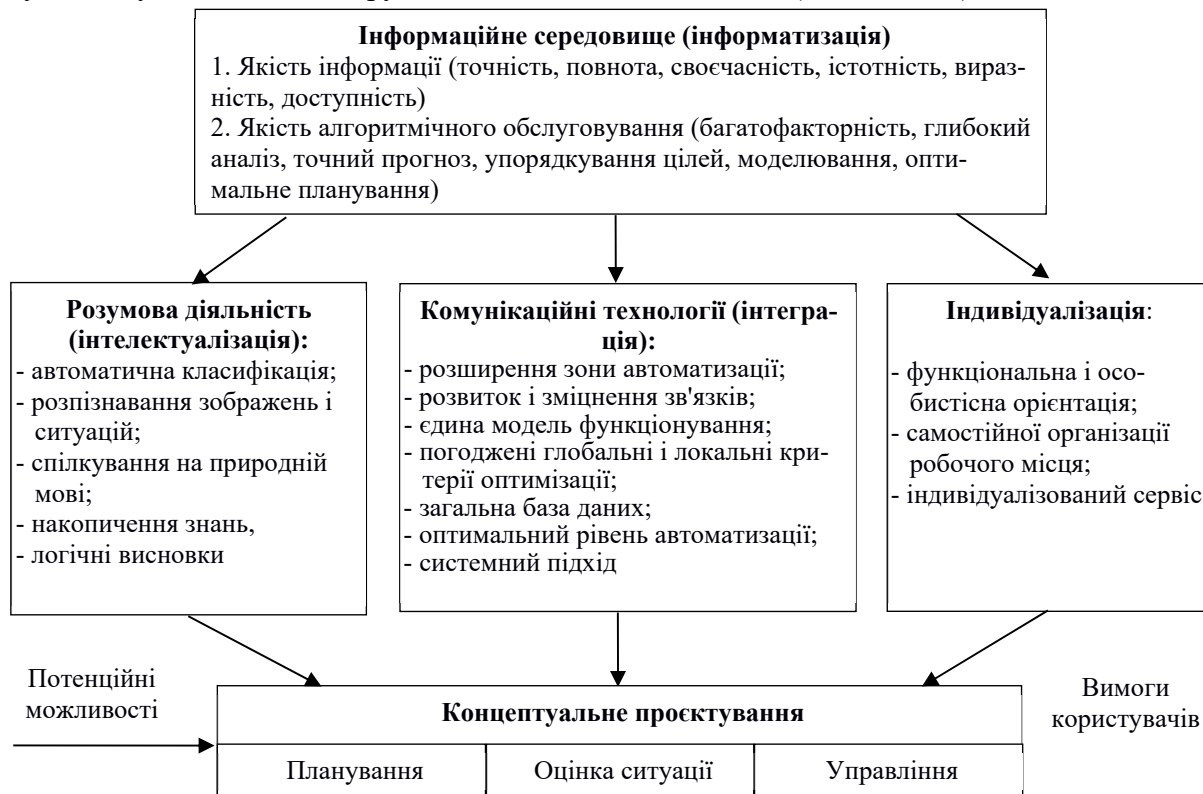 Інформаційне середовище (інформатизація)
1. Якість інформації (точність, повнота, своєчасність, істотність, вираз-
ність, доступність)
2. Якість алгоритмічного обслуговування (багатофакторність, глибокий
аналіз, точний прогноз, упорядкування цілей, моделювання, опти-
мальне планування)
Розумова діяльність
(інтелектуалізація):
- автоматична класифікація;
- розпізнавання зображень і
ситуацій;
- спілкування на природній
мові;
- накопичення знань,
- логічні висновки
Комунікаційні технології (інтегра-
ція):
- розширення зони автоматизації;
- розвиток і зміцнення зв'язків;
- єдина модель функціонування;
- погоджені глобальні і локальні кри-
терії оптимізації;
- загальна база даних;
- оптимальний рівень автоматизації;
- системний підхід
Індивідуалізація:
- функціональна і осо-
бистісна орієнтація;
- самостійної організації
робочого місця;
- індивідуалізований сервіс
Потенційні
можливості
Концептуальне проєктування
Планування
Оцінка ситуації
Управління
Вимоги
користувачів